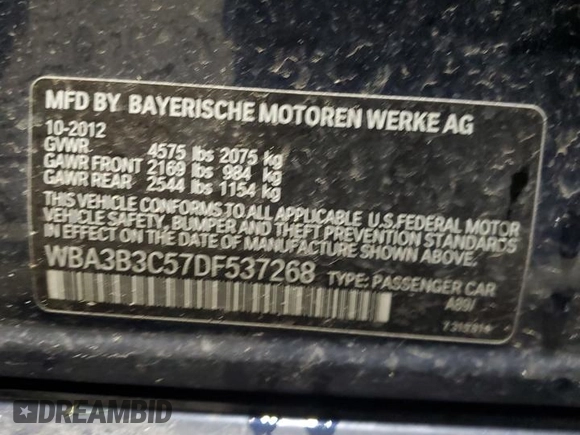 MFD BY BAYERISCHE MOTOREN WERKE AG
10-2012
GVWR 4575 lbs 2075 kg
GAWR FRONT 2169 lbs 984 kg
GAWR REAR 2544 lbs 1154 kg
THIS VEHICLE CONFORMS TO ALL APPLICABLE U.S.FEDERAL MOTOR
VEHICLE SAFETY, BUMPER AND THEFT PREVENTION STANDARDS
IN EFFECT ON THE DATE OF MANUFACTURE SHOWN ABOVE.
WBA3B3C57DF537268 TYPE: PASSENGER CAR
A89/
DREAMBID